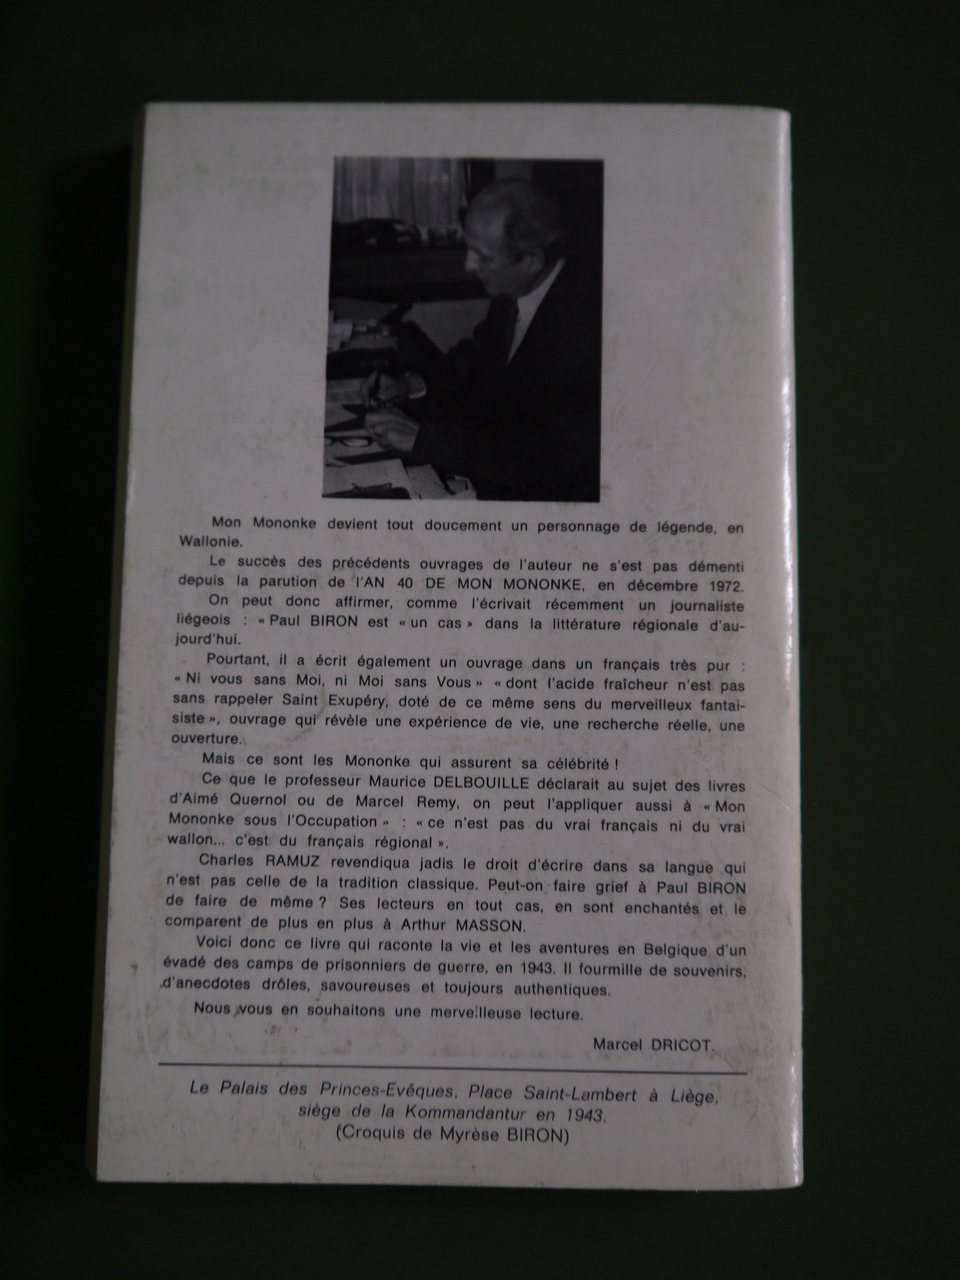 Mon Mononke devient tout doucement un personnage de légende, en
Wallonie.
Le succès des précédents ouvrages de l'auteur ne s'est pas démenti
depuis la parution de l'AN 40 DE MON MONONKE, en décembre 1972.
On peut donc affirmer, comme l'écrivait récemment un journaliste
liégeois : « Paul BIRON est « un cas » dans la littérature régionale d'au-
jourd'hui.
Pourtant, il a écrit également un ouvrage dans un français très pur :
« Ni vous sans Moi, ni Moi sans Vous » « dont l'acide fraîcheur n'est pas
sans rappeler Saint Exupéry, doté de ce même sens du merveilleux fantai-
siste », ouvrage qui révèle une expérience de vie, une recherche réelle, une
ouverture.
Mais ce sont les Mononke qui assurent sa célébrité !
Ce que le professeur Maurice DELBOUILLE déclarait au sujet des livres
d'Aimé Quernol ou de Marcel Remy, on peut l'appliquer aussi à « Mon
Mononke sous l'Occupation » : « ce n'est pas du vrai français ni du vrai
wallon... c'est du français régional ».
Charles RAMUZ revendiqua jadis le droit d'écrire dans sa langue qui
n'est pas celle de la tradition classique. Peut-on faire grief à Paul BIRON
de faire de même ? Ses lecteurs en tout cas, en sont enchantés et le
comparent de plus en plus à Arthur MASSON.
Voici donc ce livre qui raconte la vie et les aventures en Belgique d'un
évadé des camps de prisonniers de guerre, en 1943. Il fourmille de souvenirs,
d'anecdotes drôles, savoureuses et toujours authentiques.
Nous vous en souhaitons une merveilleuse lecture.
Marcel DRICOT.
Le Palais des Princes-Evêques, Place Saint-Lambert à Liège,
siège de la Kommandantur en 1943.
(Croquis de Myrèse BIRON)